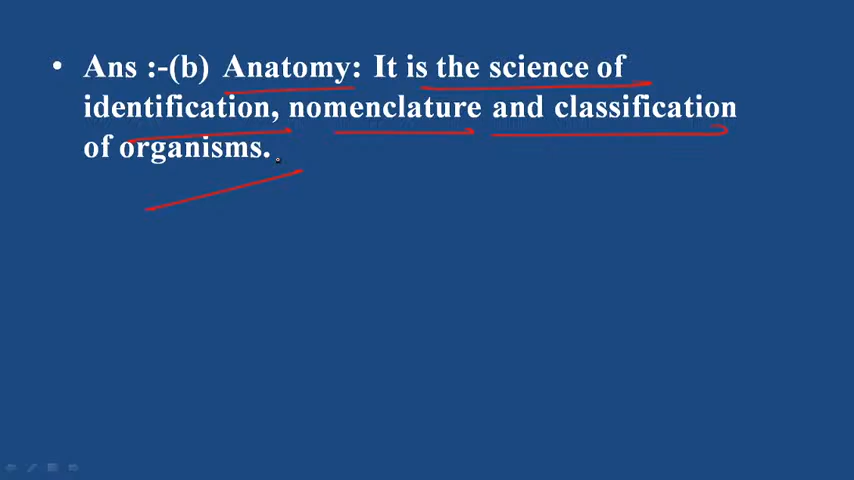 • Ans :-(b) Anatomy: It is the science of
identification, nomenclature and classification
of organisms.